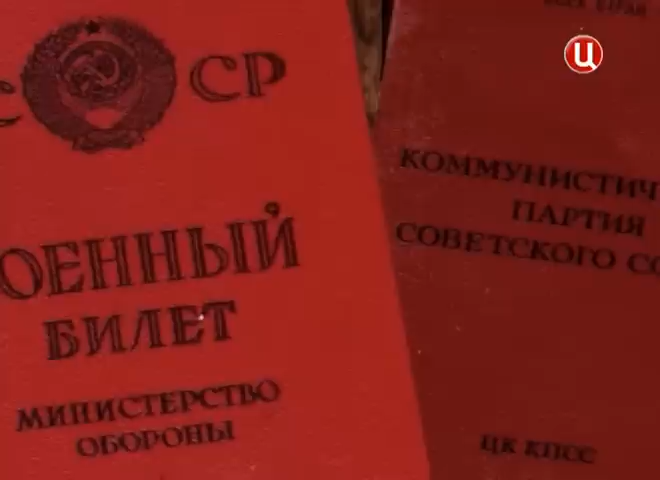 СР
ОЕННЫЙ
БИЛЕТ
МИНИСТЕРСТВО
ОБОРОНЫ
КОММУНИСТИЧ
ПАРТИЯ
СОВЕТСКОГО СО
ЦК КПСС
Ц